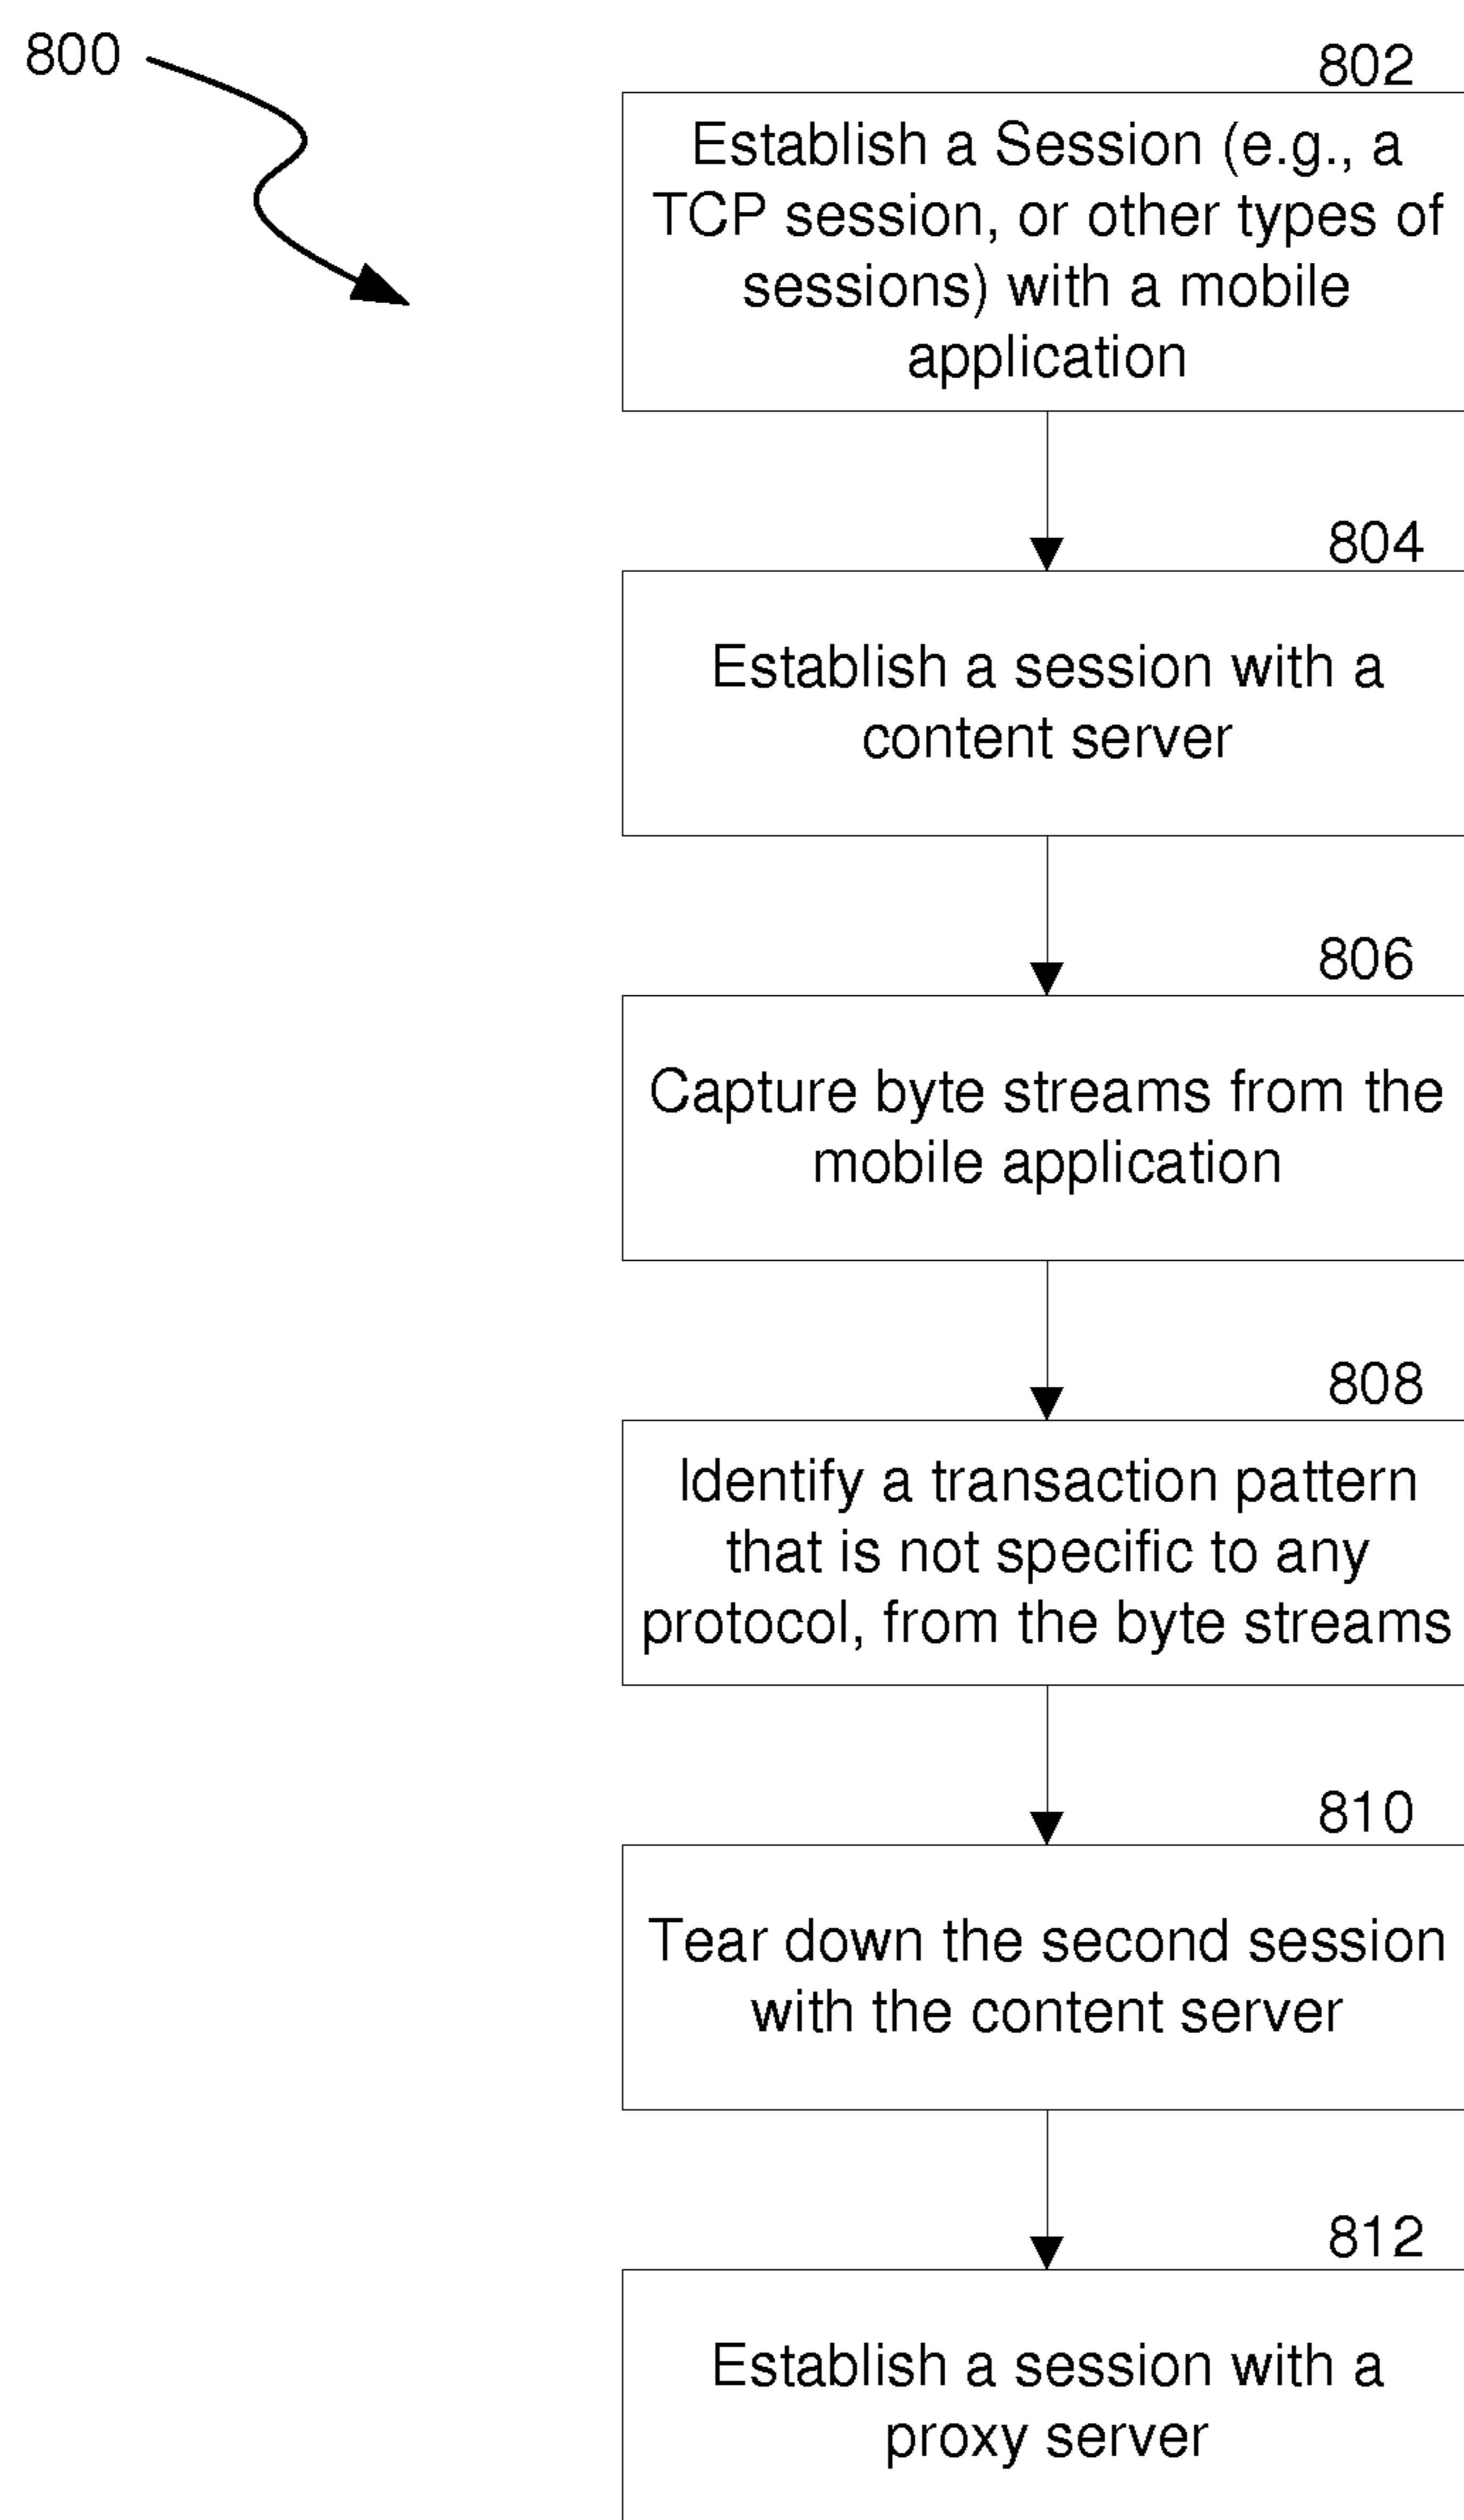 800
802
Establish a Session (e.g., a
TCP session, or other types of
sessions) with a mobile
application
804
Establish a session with a
content server
806
Capture byte streams from the
mobile application
808
Identify a transaction pattern
that is not specific to any
protocol, from the byte streams
810
Tear down the second session
with the content server
812
Establish a session with a
proxy server